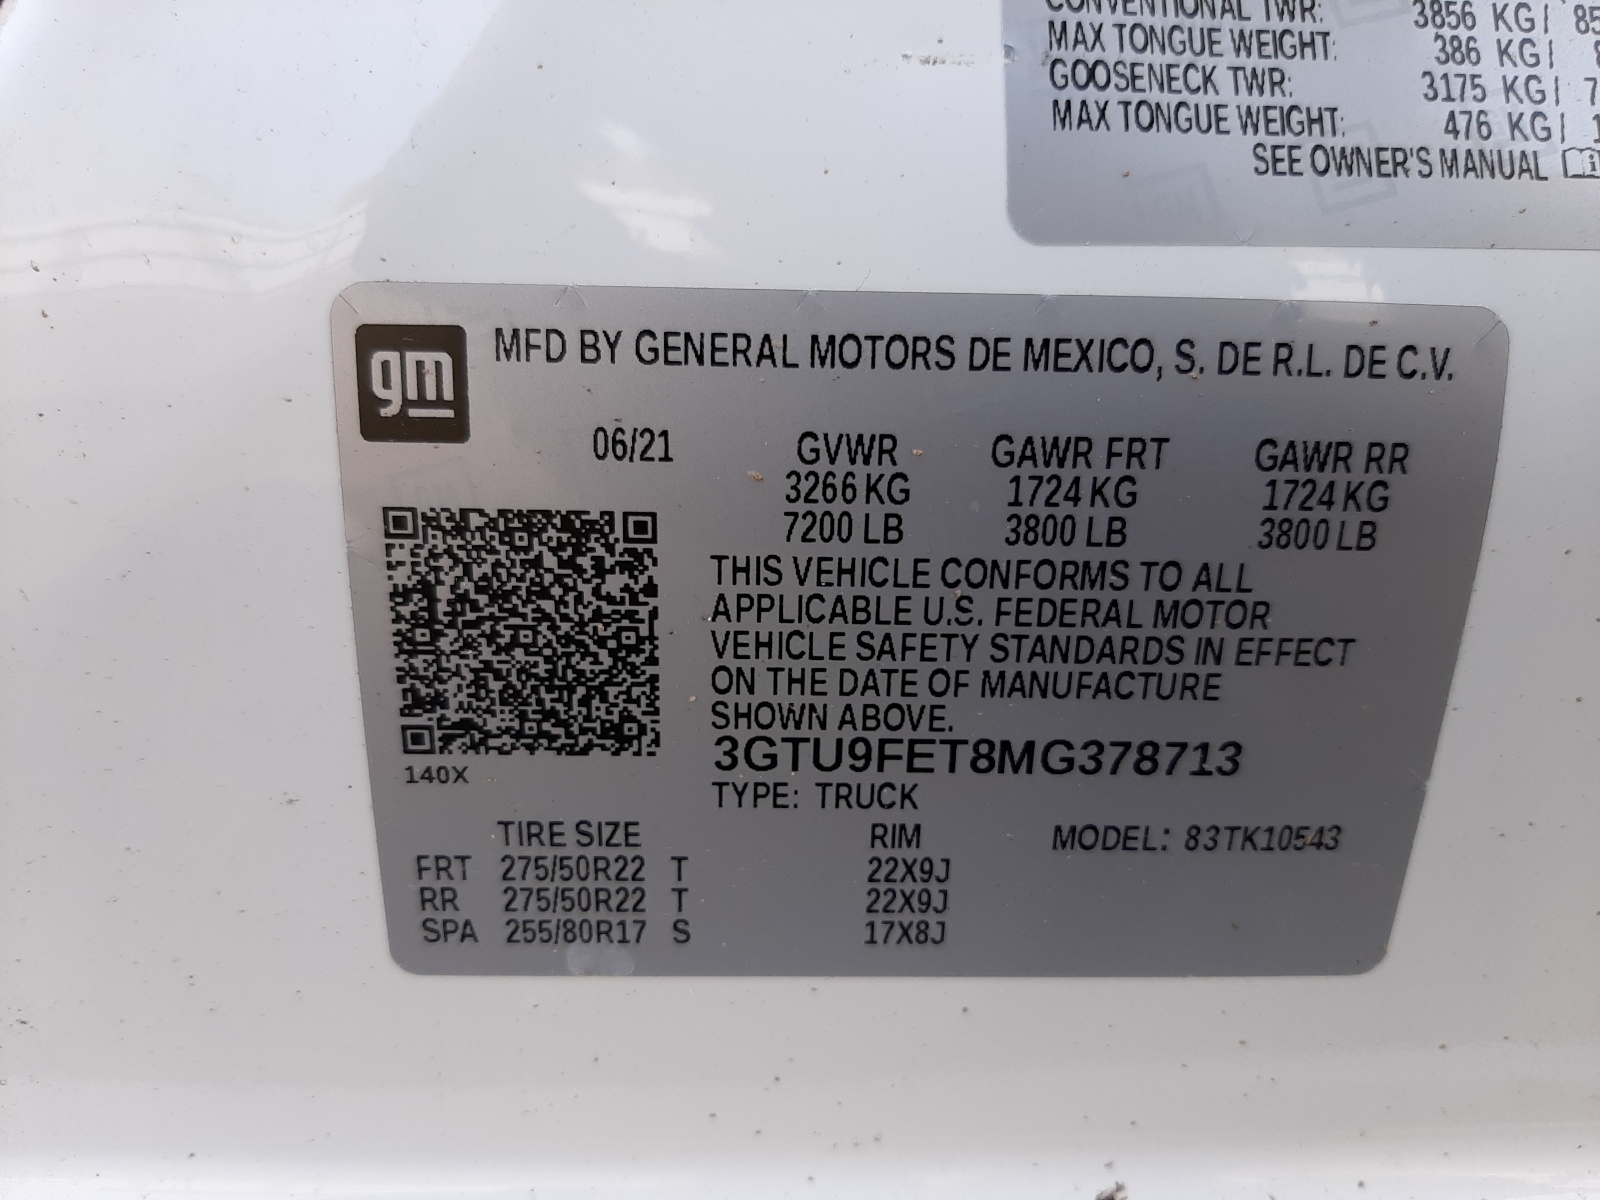 CONVENTIONAL TWR: 3856 KG| 85
MAX TONGUE WEIGHT: 386 KG|
GOOSENECK TWR: 3175 KG| 7
MAX TONGUE WEIGHT: 476 KG| 1
SEE OWNER'S MANUAL
gm
MFD BY GENERAL MOTORS DE MEXICO, S. DE R.L. DE C.V.
06/21 GVWR GAWR FRT GAWR RR
3266 KG 1724 KG 1724 KG
7200 LB 3800 LB 3800 LB
THIS VEHICLE CONFORMS TO ALL
APPLICABLE U.S. FEDERAL MOTOR
VEHICLE SAFETY STANDARDS IN EFFECT
ON THE DATE OF MANUFACTURE
SHOWN ABOVE.
3GTU9FET8MG378713
140X
TYPE: TRUCK
TIRE SIZE RIM MODEL: 83TK10543
FRT 275/50R22 T 22X9J
RR 275/50R22 T 22X9J
SPA 255/80R17 S 17X8J